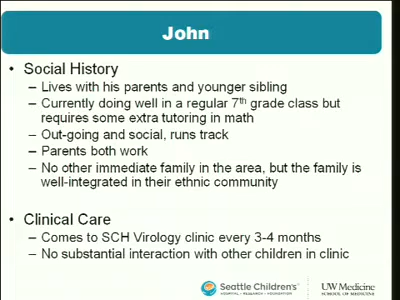 John
• Social History
– Lives with his parents and younger sibling
– Currently doing well in a regular 7th grade class but
requires some extra tutoring in math
– Out-going and social, runs track
– Parents both work
– No other immediate family in the area, but the family is
well-integrated in their ethnic community
• Clinical Care
– Comes to SCH Virology clinic every 3-4 months
– No substantial interaction with other children in clinic
Seattle Children's
HOSPITAL • RESEARCH • FOUNDATION
UW Medicine
SCHOOL OF MEDICINE